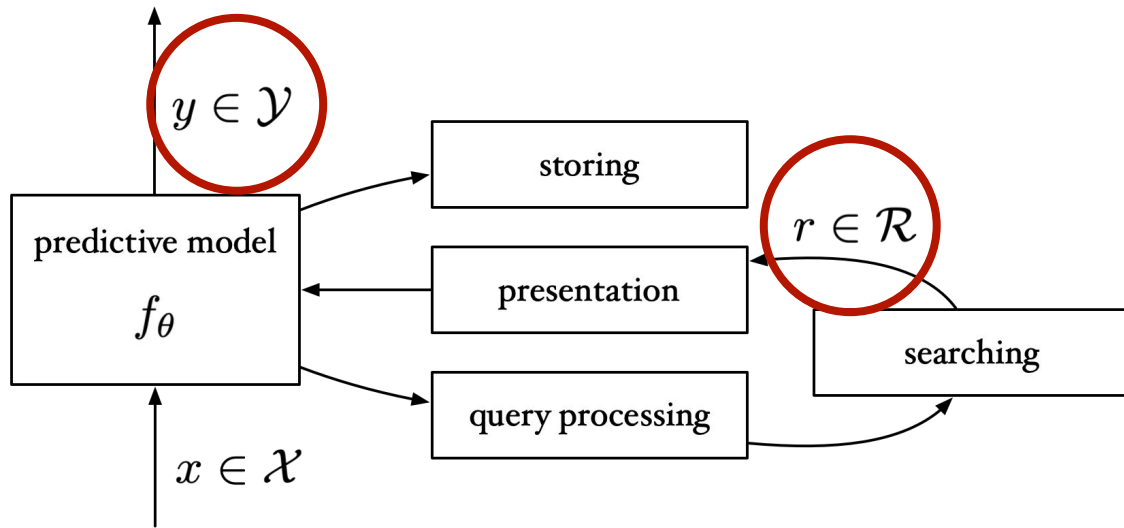 y ∈ 𝒴
storing
predictive model
r ∈ ℛ
presentation
f_θ
searching
query processing
x ∈ 𝒳